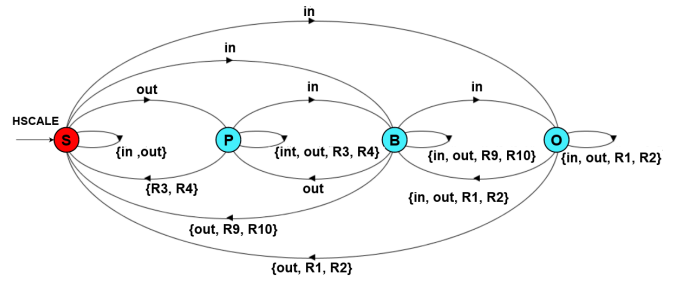 in
in
out
in
in
HSCALE
S
P
B
O
{in ,out}
{int, out, R3, R4}
{in, out, R9, R10}
{in, out, R1, R2}
{R3, R4}
out
{in, out, R1, R2}
{out, R9, R10}
{out, R1, R2}